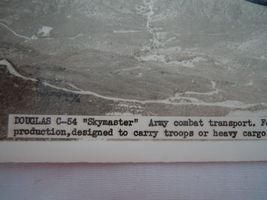 DOUGLAS C-54 "Skymaster" Army combat transport.
production,designed to carry troops or heavy cargo